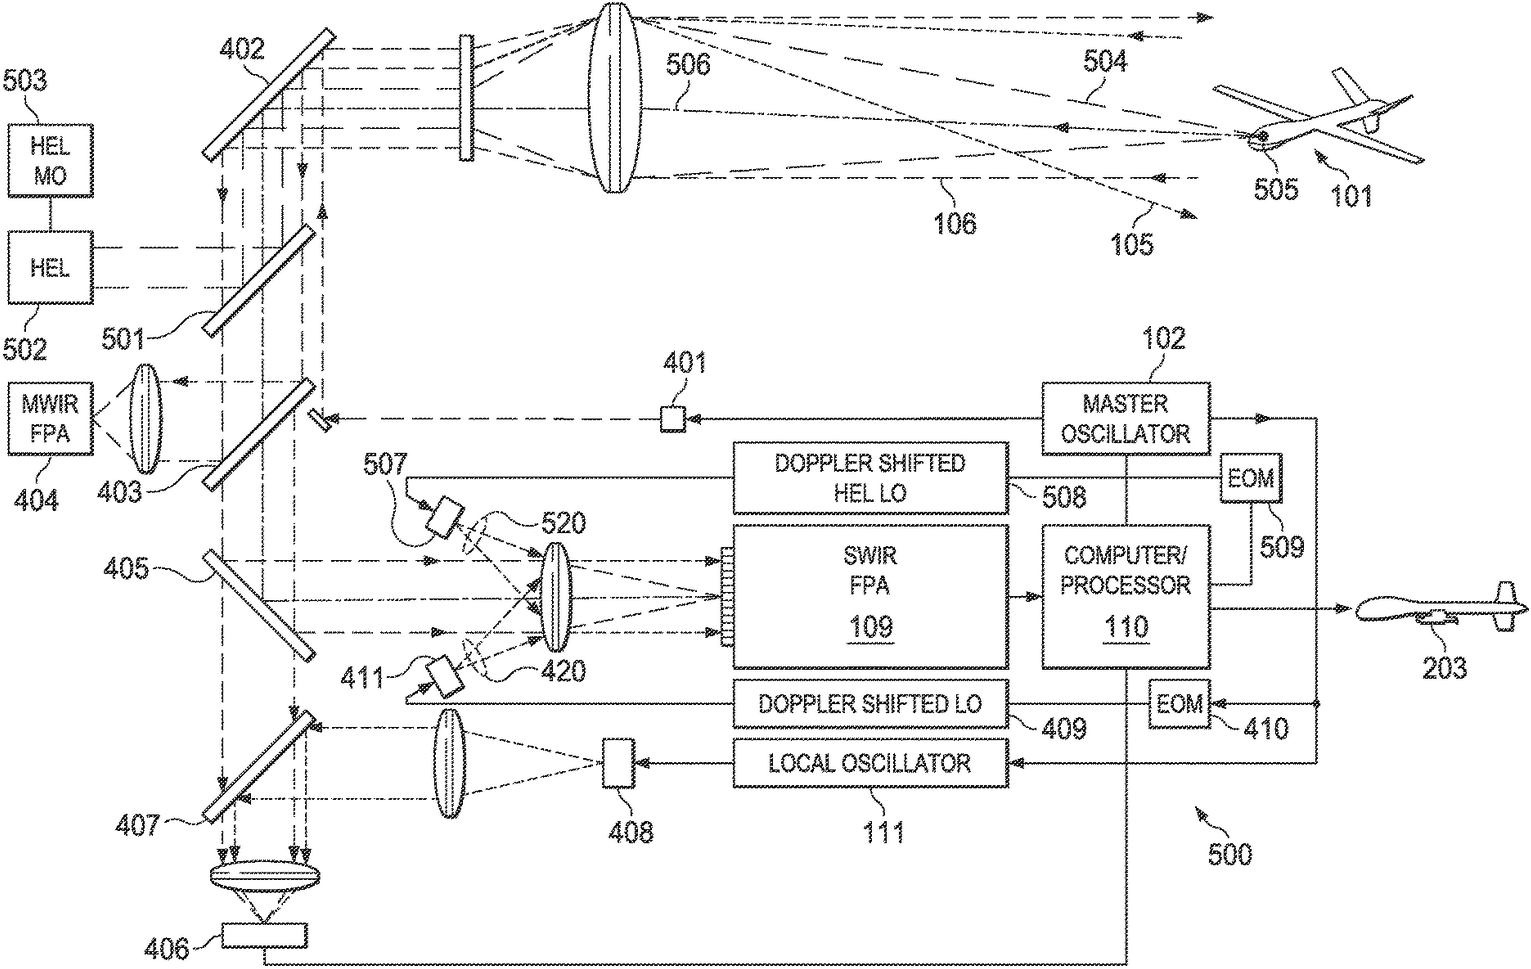 402
503
506
504
HEL
MO
505
101
106
105
HEL
501
502
401
102
MWIR
FPA
MASTER
OSCILLATOR
507
DOPPLER SHIFTED
HEL LO
EOM
404
403
508
520
509
405
SWIR
FPA
COMPUTER/
PROCESSOR
109
110
411
420
203
DOPPLER SHIFTED LO
EOM
409
410
LOCAL OSCILLATOR
407
408
111
500
406